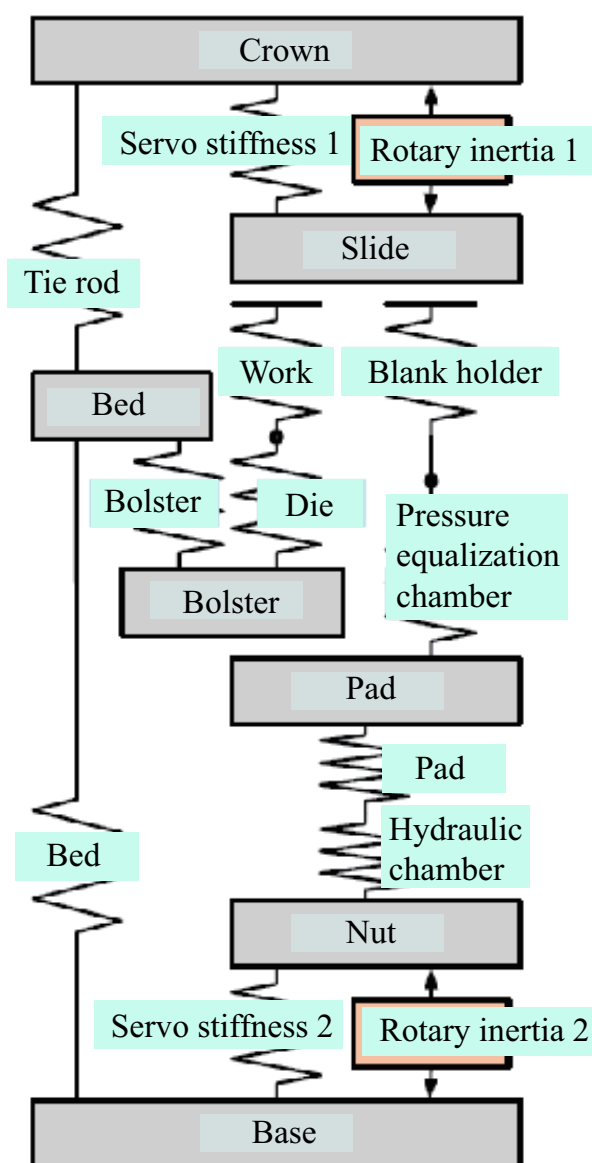 Crown
Servo stiffness 1
Rotary inertia 1
Slide
Tie rod
Work
Blank holder
Bed
Bolster
Die
Pressure
equalization
chamber
Bolster
Pad
Pad
Hydraulic
chamber
Bed
Nut
Servo stiffness 2
Rotary inertia 2
Base